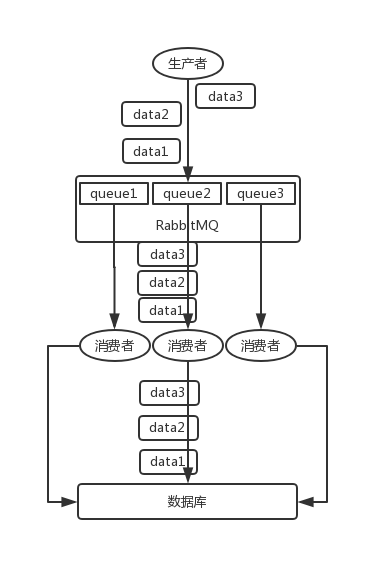 生产者
data3
data2
data1
queue1 queue2 queue3
RabbitMQ
data3
data2
data1
消费者 消费者 消费者
data3
data2
data1
数据库